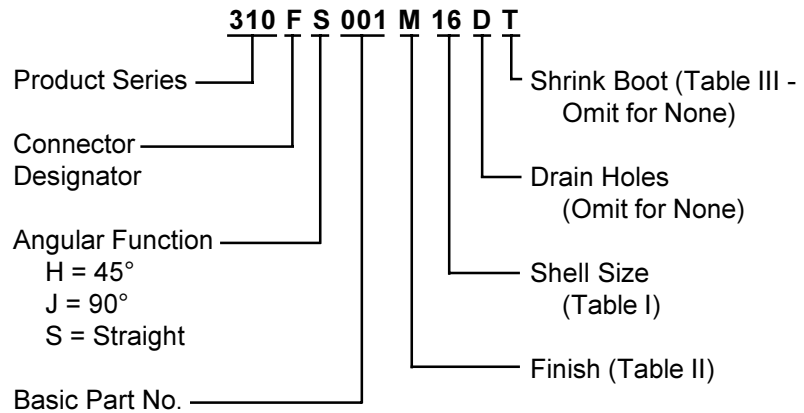 310 F S 001 M 16 D T
Product Series
Connector
Designator
Angular Function
H = 45°
J = 90°
S = Straight
Basic Part No.
Shrink Boot (Table III -
Omit for None)
Drain Holes
(Omit for None)
Shell Size
(Table I)
Finish (Table II)